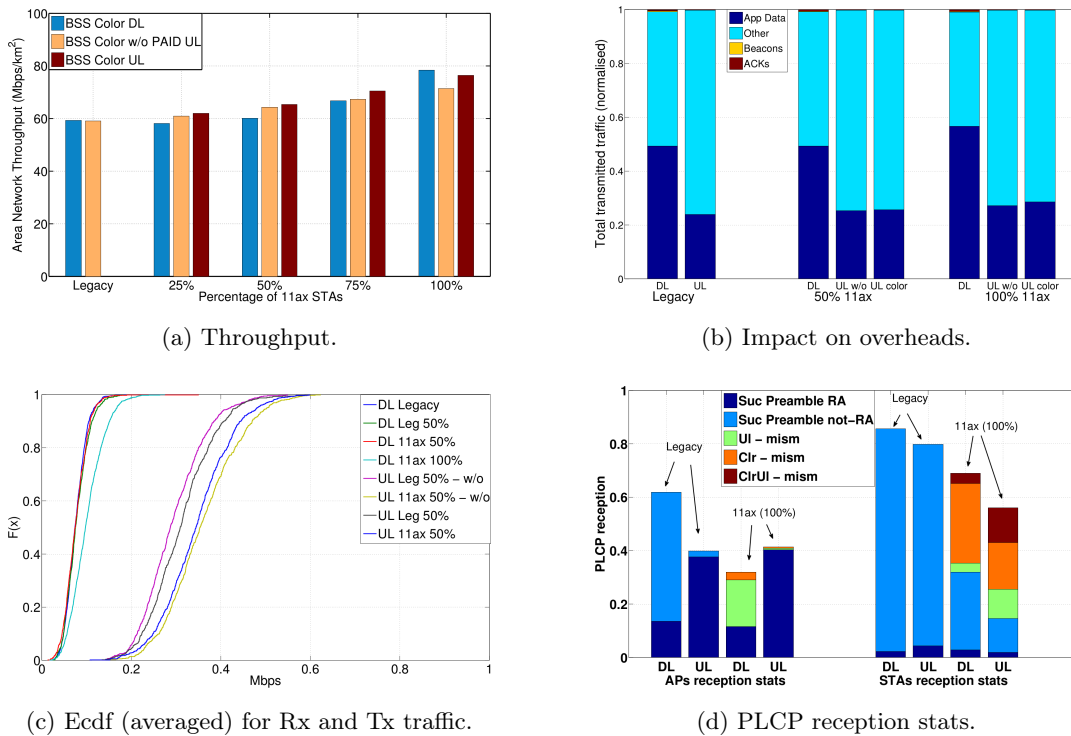 BSS Color DL
BSS Color w/o PAID UL
BSS Color UL
Area Network Throughput (Mbps/km²)
100
80
60
40
20
0
Legacy 25% 50% 75% 100%
Percentage of 11ax STAs
(a) Throughput.
App Data
Other
Beacons
ACKs
Total transmitted traffic (normalised)
1
0.8
0.6
0.4
0.2
0
DL UL DL UL w/o UL color DL UL w/o UL color
Legacy 50% 11ax 100% 11ax
(b) Impact on overheads.
F(x)
1
0.8
0.6
0.4
0.2
0
DL Legacy
DL Leg 50%
DL 11ax 50%
DL 11ax 100%
UL Leg 50% – w/o
UL 11ax 50% – w/o
UL Leg 50%
UL 11ax 50%
0 0.2 0.4 0.6 0.8 1
Mbps
(c) Ecdf (averaged) for Rx and Tx traffic.
PLCP reception
1
0.8
0.6
0.4
0.2
0
Suc Preamble RA
Suc Preamble not-RA
Ul – mism
Clr – mism
ClrUl – mism
Legacy
11ax (100%)
Legacy
11ax (100%)
DL UL DL UL DL UL DL UL
APs reception stats STAs reception stats
(d) PLCP reception stats.